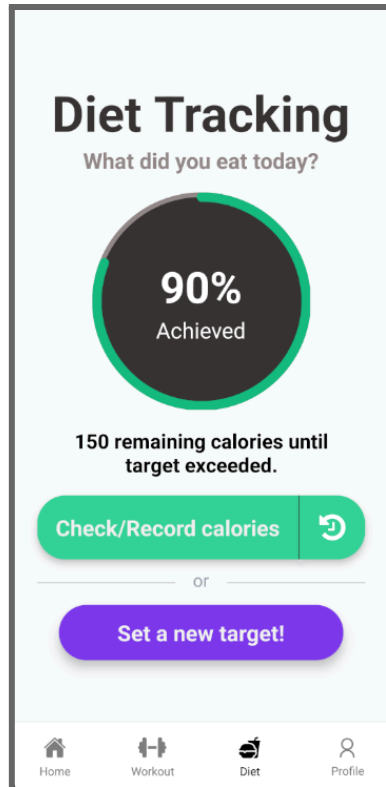 Diet Tracking
What did you eat today?
90%
Achieved
150 remaining calories until
target exceeded.
Check/Record calories
or
Set a new target!
Home
Workout
Diet
Profile